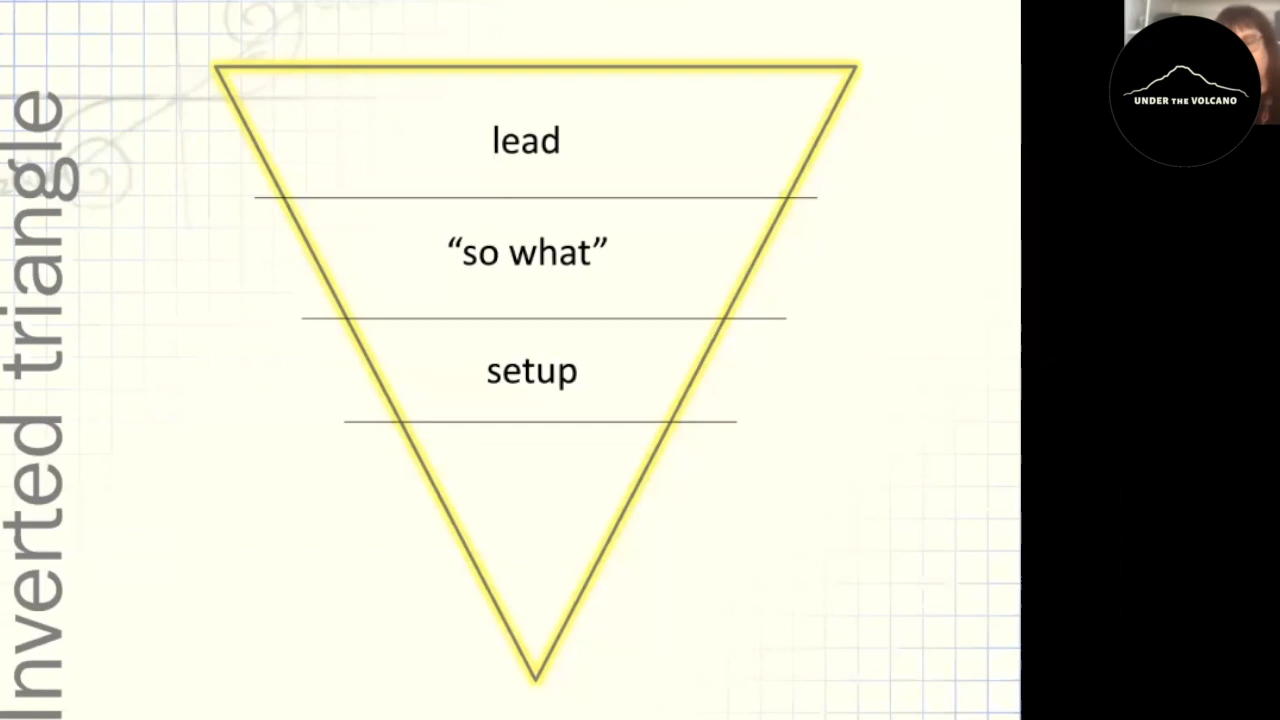 Inverted triangle
lead
“so what”
setup
UNDER THE VOLCANO